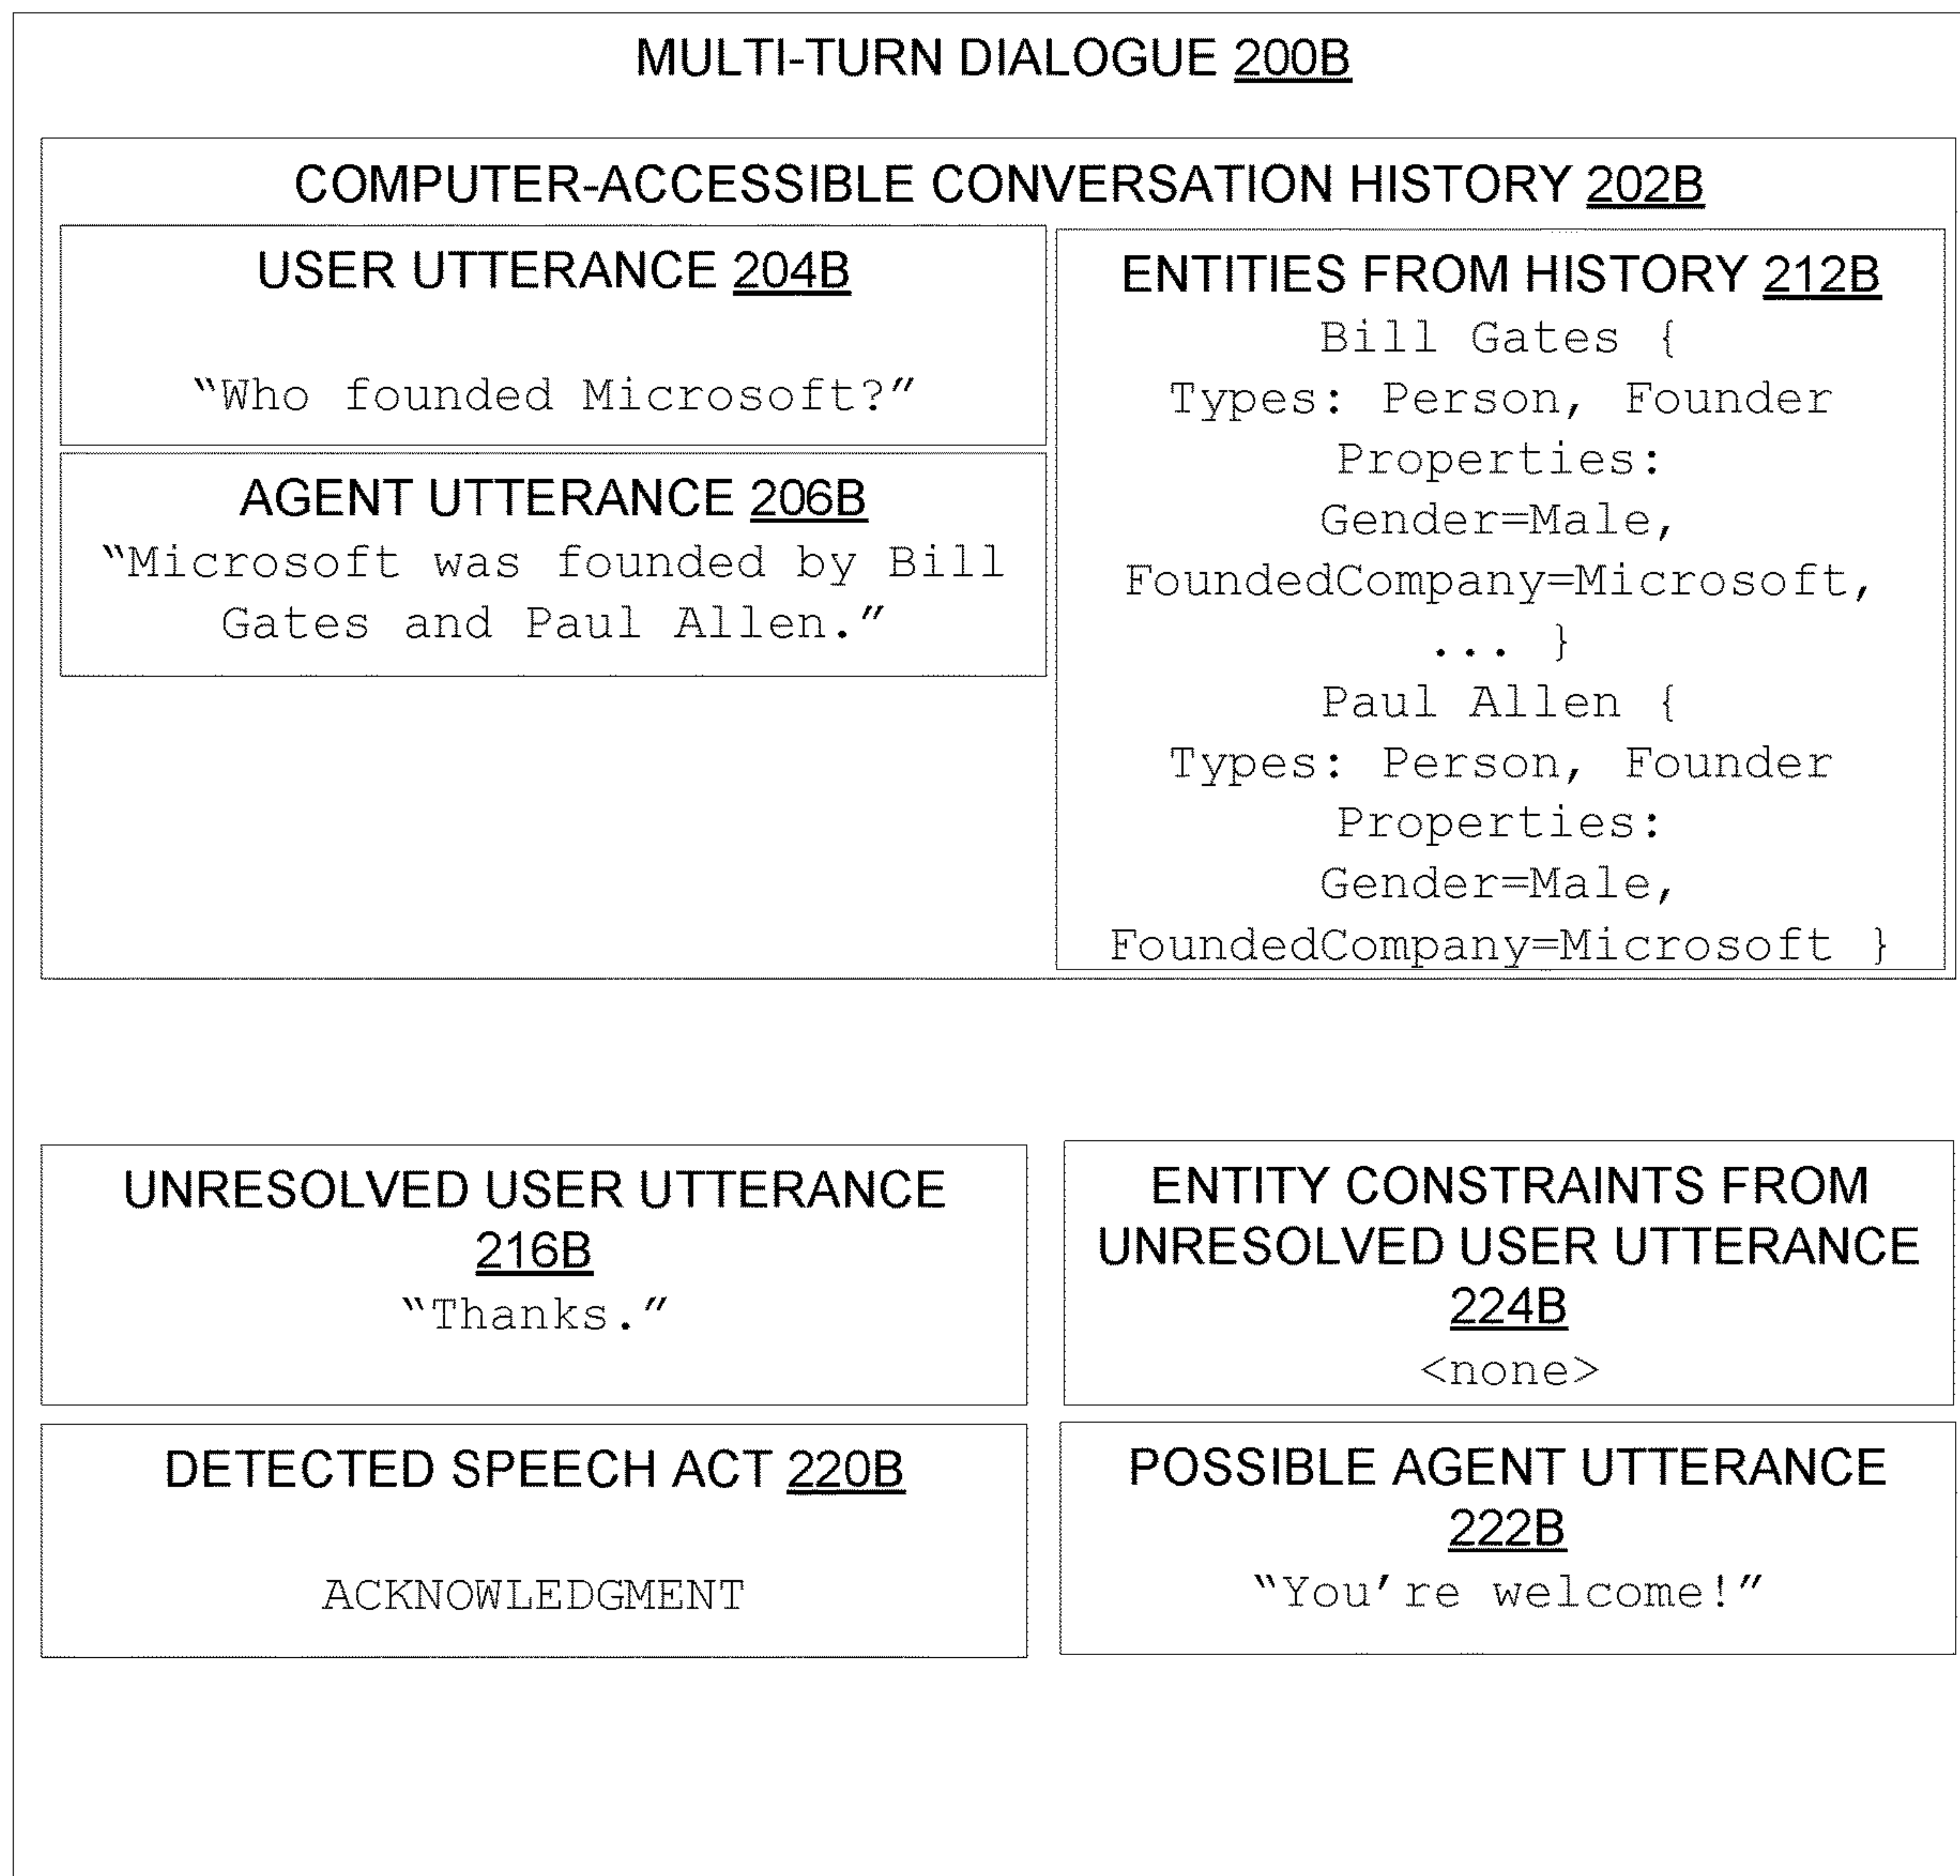 MULTI-TURN DIALOGUE 200B
COMPUTER-ACCESSIBLE CONVERSATION HISTORY 202B
USER UTTERANCE 204B
“Who founded Microsoft?”
AGENT UTTERANCE 206B
“Microsoft was founded by Bill
Gates and Paul Allen.”
ENTITIES FROM HISTORY 212B
Bill Gates {
Types: Person, Founder
Properties:
Gender=Male,
FoundedCompany=Microsoft,
... }
Paul Allen {
Types: Person, Founder
Properties:
Gender=Male,
FoundedCompany=Microsoft }
UNRESOLVED USER UTTERANCE
216B
“Thanks.”
ENTITY CONSTRAINTS FROM
UNRESOLVED USER UTTERANCE
224B
<none>
DETECTED SPEECH ACT 220B
ACKNOWLEDGMENT
POSSIBLE AGENT UTTERANCE
222B
“You’re welcome!”